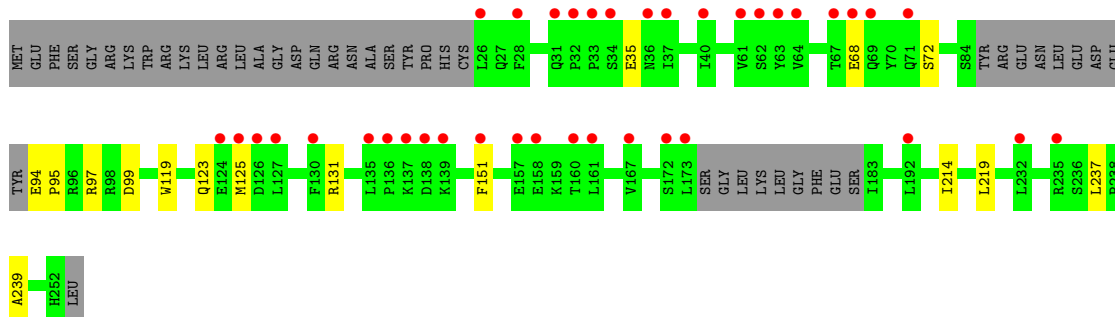 MET GLU PHE SER GLY ARG LYS TRP ARG LYS LEU ARG LEU ALA GLY ASP GLN ARG ASN ALA SER TYR PRO HIS CYS L26 Q27 F28 Q31 P32 P33 S34 E35 N36 I37 I40 V61 S62 Y63 V64 T67 E68 Q69 Y70 Q71 S72 S84 TYR ARG GLU ASN LEU GLU ASP
TYR E94 P95 R96 R97 R98 D99 W119 Q123 E124 M125 D126 L127 F130 R131 L135 P136 K137 D138 K139 F151 E157 E158 K159 T160 L161 V167 S172 L173 SER GLY LEU LYS LEU GLY PHE GLU SER I183 L192 I214 L219 L232 R235 S236 L237
A239 H252 LEU